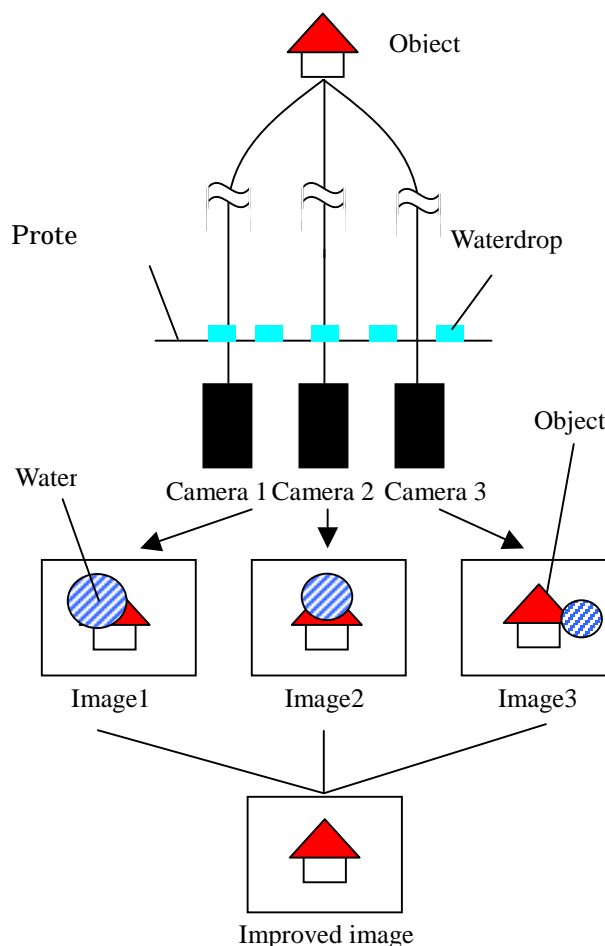 Object
Prote
Waterdrop
Object
Water
Camera 1 Camera 2 Camera 3
Image1 Image2 Image3
Improved image